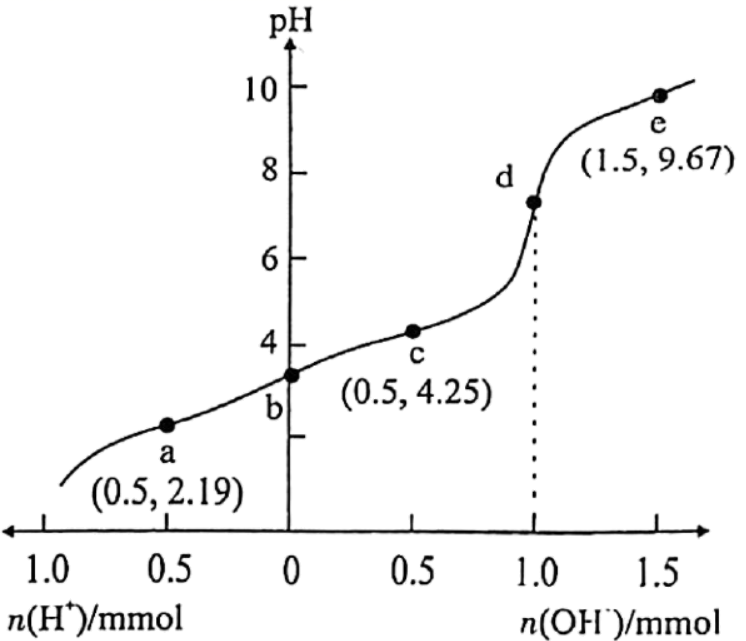 pH
10
8
6
4
a
(0.5, 2.19)
b
c
(0.5, 4.25)
d
e
(1.5, 9.67)
1.0 0.5 0 0.5 1.0 1.5
n(H⁺)/mmol n(OH⁻)/mmol